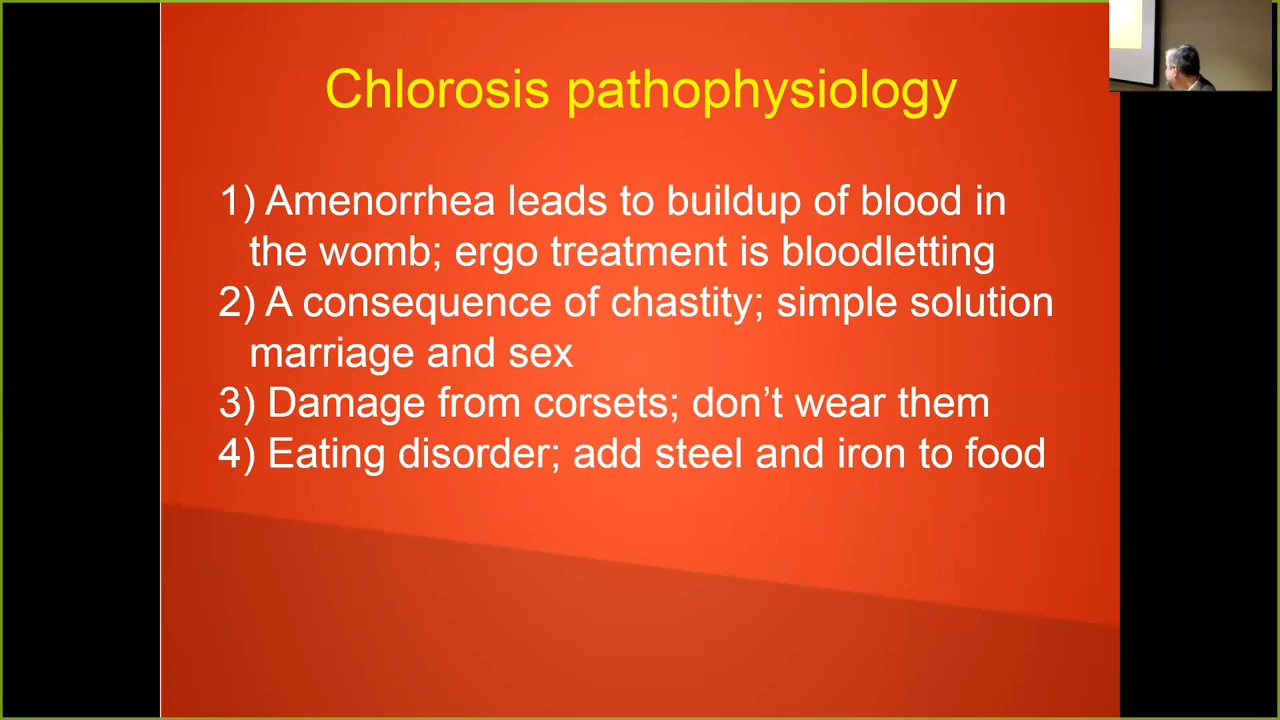 Chlorosis pathophysiology
1) Amenorrhea leads to buildup of blood in
the womb; ergo treatment is bloodletting
2) A consequence of chastity; simple solution
marriage and sex
3) Damage from corsets; don’t wear them
4) Eating disorder; add steel and iron to food